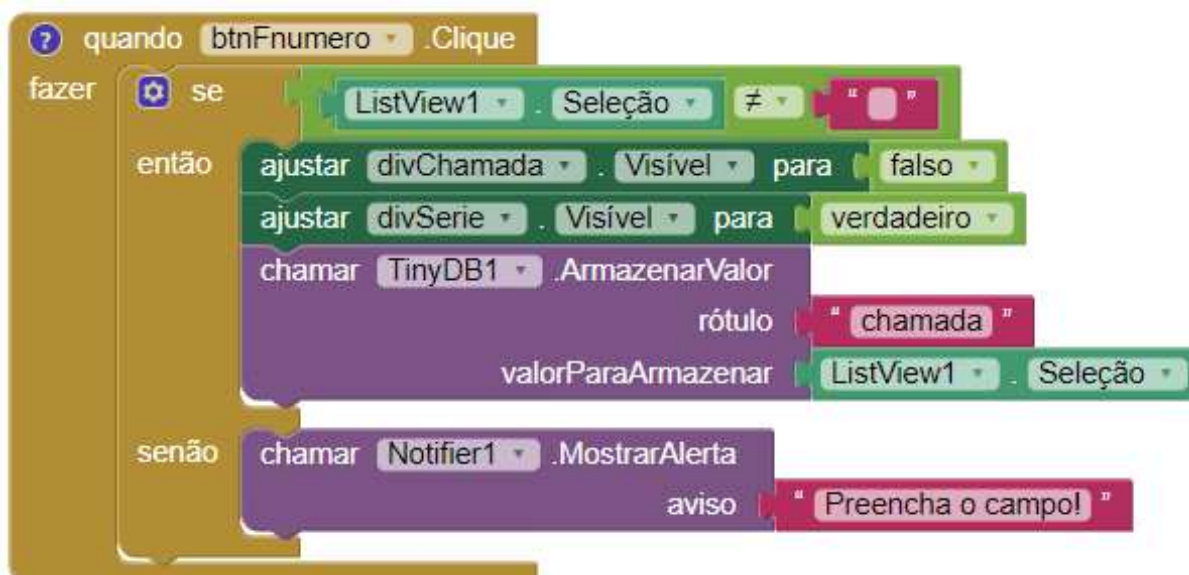 quando btnFnumero .Clique
fazer se ListView1 . Seleção ≠ " "
então ajustar divChamada . Visível para falso
ajustar divSerie . Visível para verdadeiro
chamar TinyDB1 .ArmazenarValor
rótulo " chamada "
valorParaArmazenar ListView1 . Seleção
senão chamar Notifier1 .MostrarAlerta
aviso " Preencha o campo! "